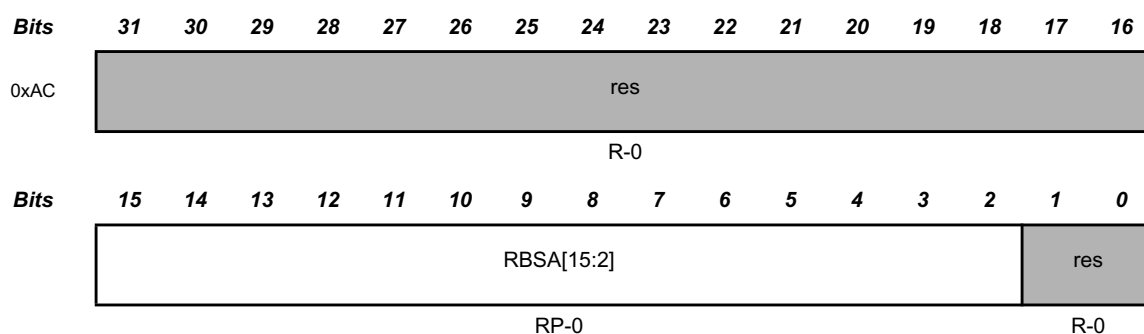 Bits 31 30 29 28 27 26 25 24 23 22 21 20 19 18 17 16
0xAC res
R-0
Bits 15 14 13 12 11 10 9 8 7 6 5 4 3 2 1 0
RBSA[15:2] res
RP-0 R-0